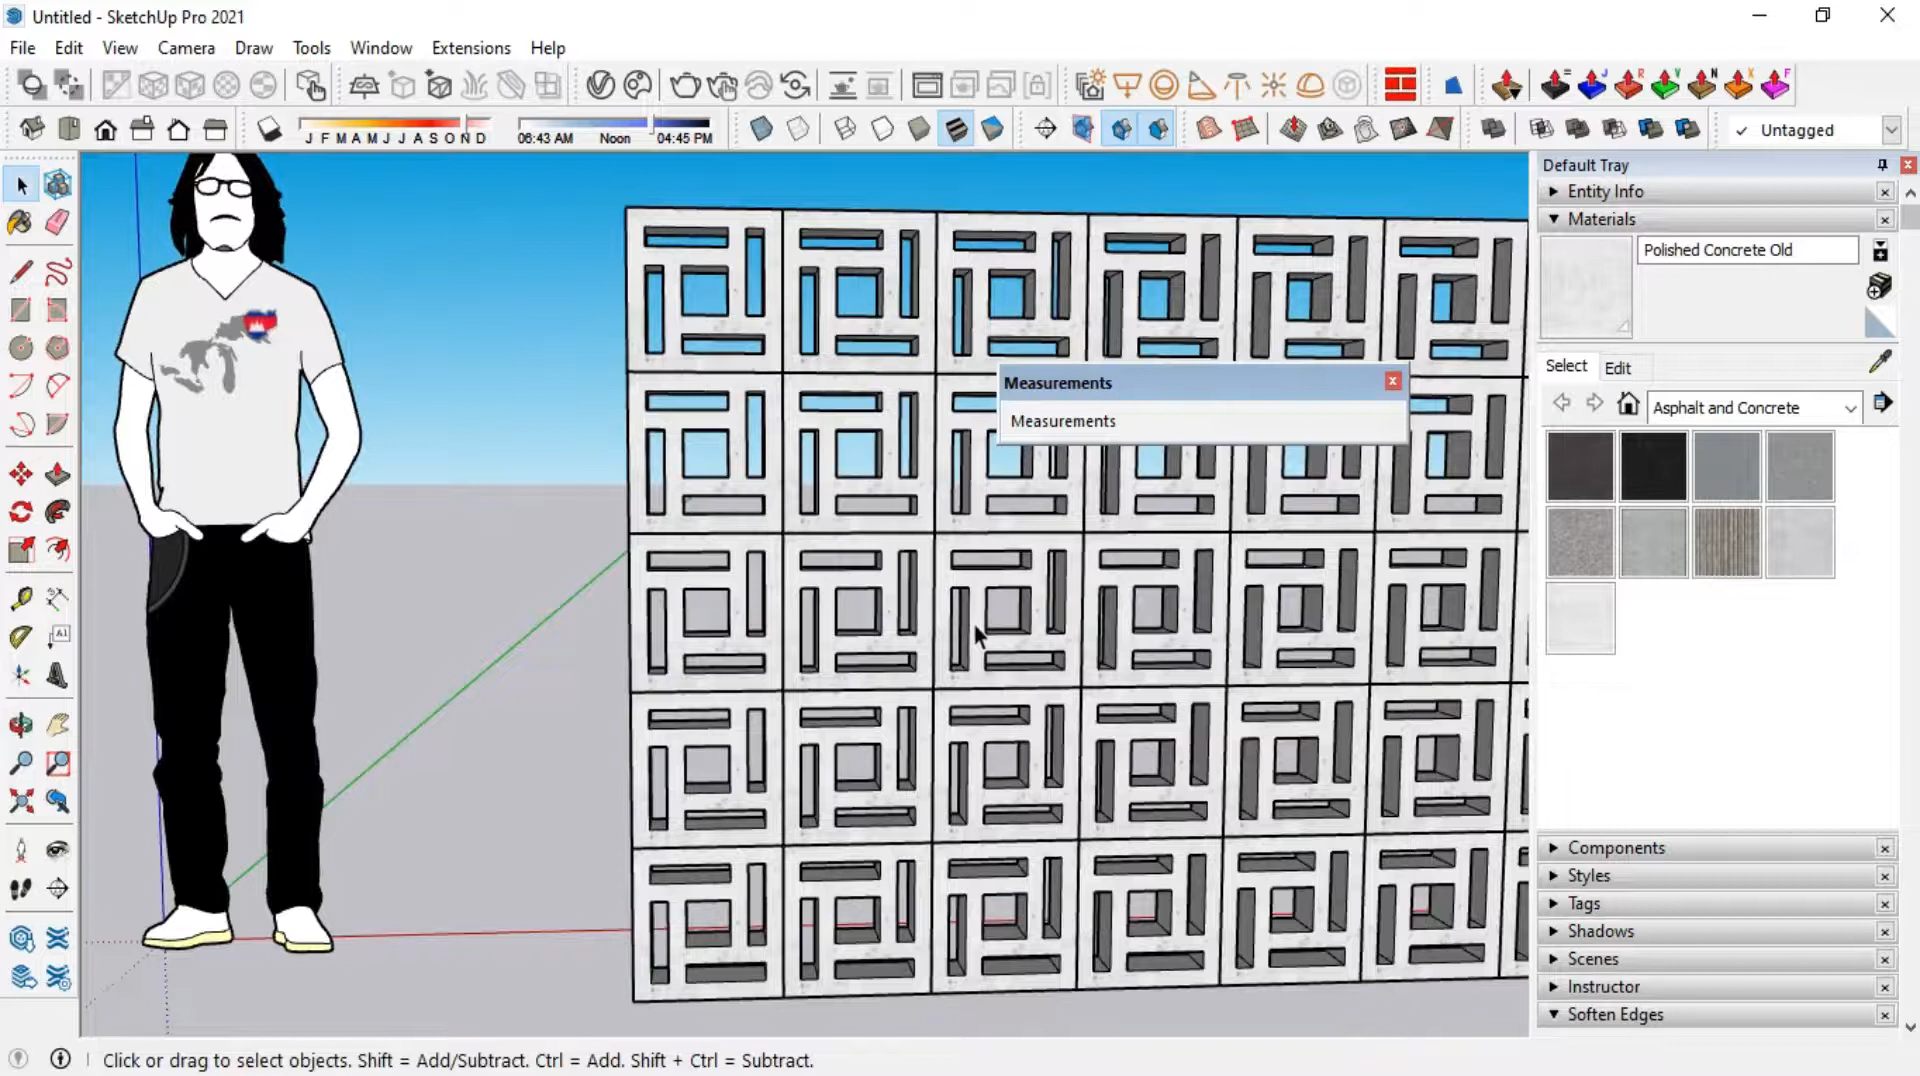 Untitled - SketchUp Pro 2021
File Edit View Camera Draw Tools Window Extensions Help
= J R V N X F
J F M A M J J A S O N D 06:43 AM Noon 04:45 PM ✓ Untagged
Default Tray
Entity Info
Materials
Polished Concrete Old
Select Edit
Asphalt and Concrete
Measurements
Measurements
A1
Components
Styles
Tags
Shadows
Scenes
Instructor
Soften Edges
Click or drag to select objects. Shift = Add/Subtract. Ctrl = Add. Shift + Ctrl = Subtract.